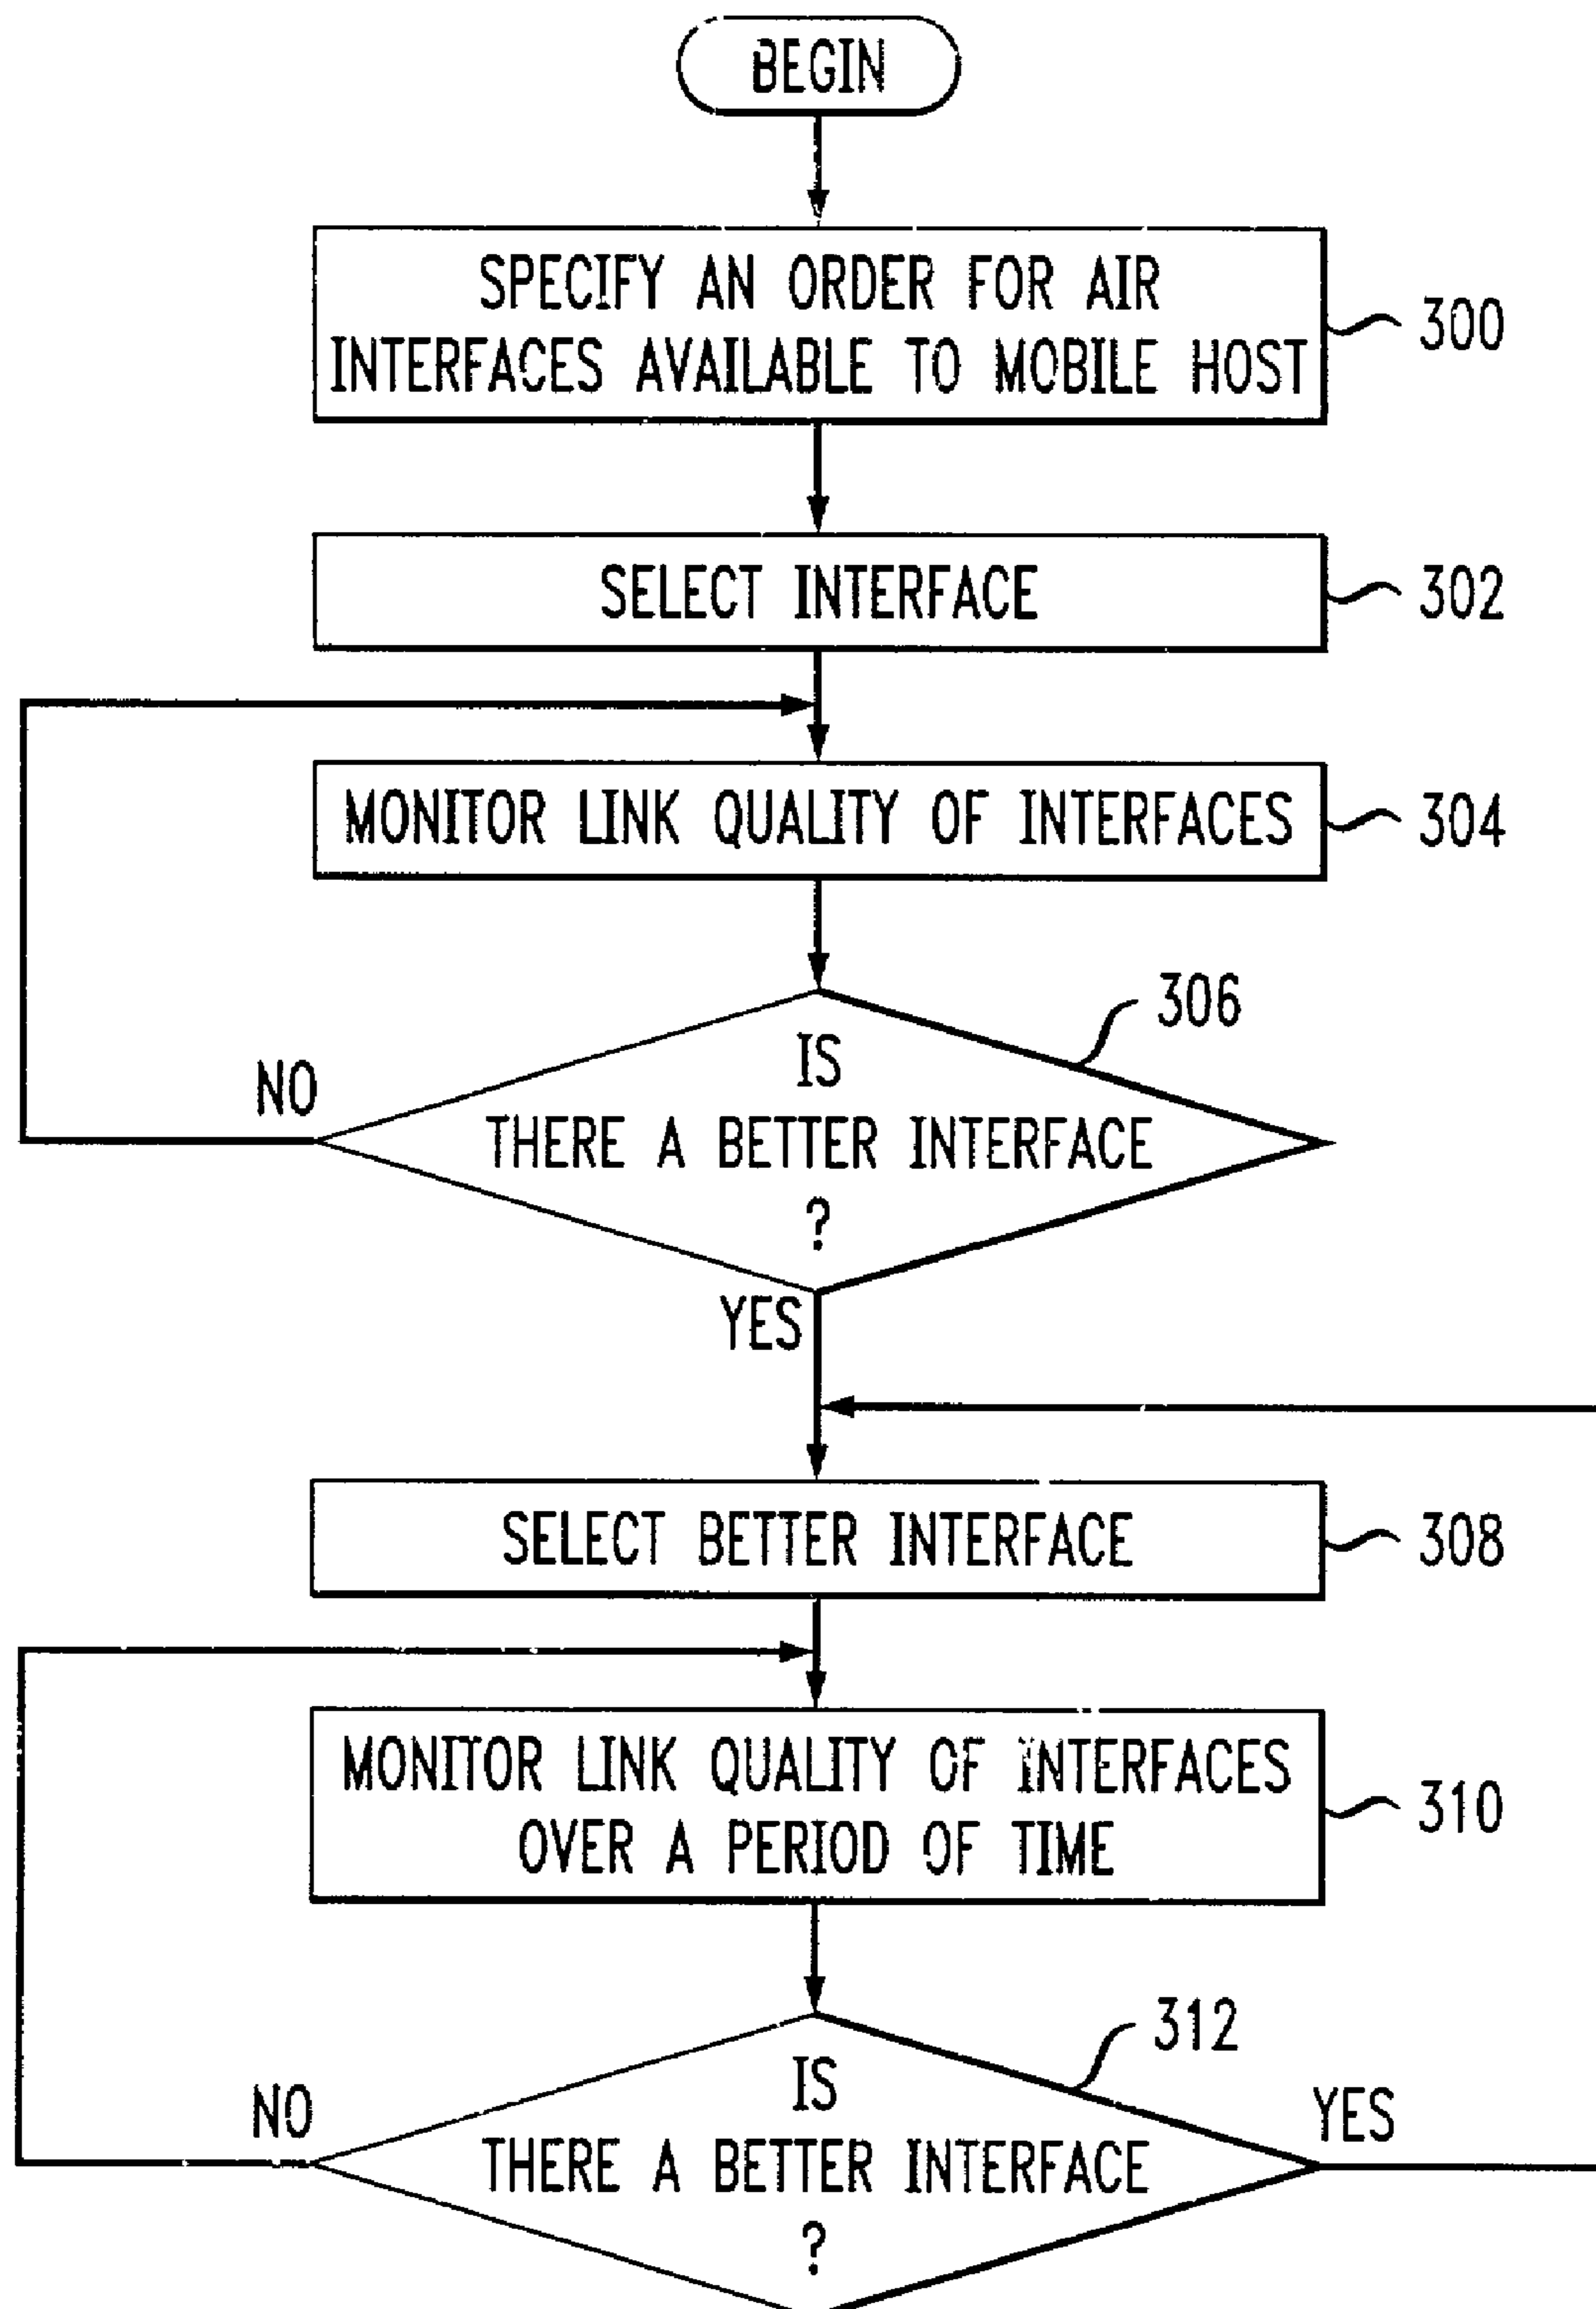 BEGIN
SPECIFY AN ORDER FOR AIR
INTERFACES AVAILABLE TO MOBILE HOST
300
SELECT INTERFACE
302
MONITOR LINK QUALITY OF INTERFACES
304
306
IS
THERE A BETTER INTERFACE
?
NO
YES
SELECT BETTER INTERFACE
308
MONITOR LINK QUALITY OF INTERFACES
OVER A PERIOD OF TIME
310
312
IS
THERE A BETTER INTERFACE
?
NO
YES